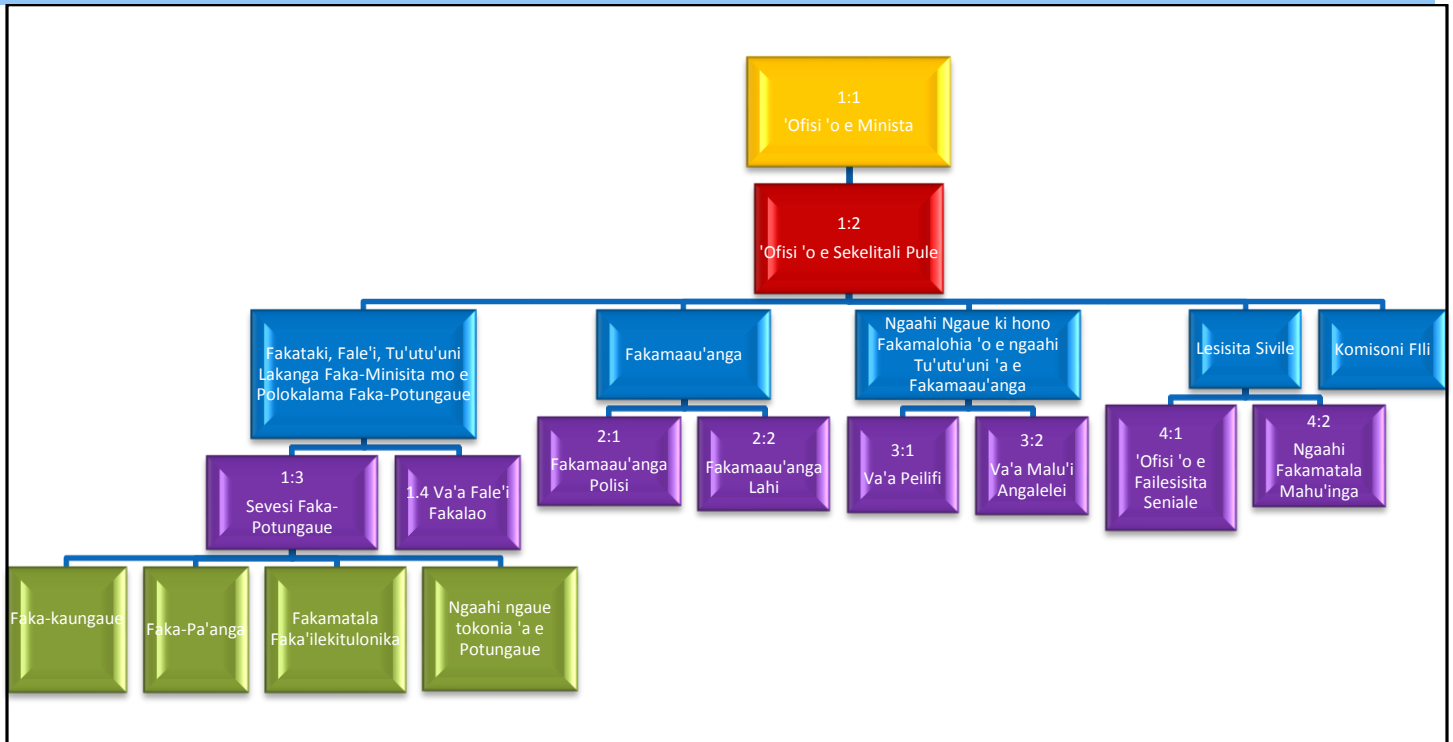 1:1
'Ofisi 'o e Minista
1:2
'Ofisi 'o e Sekelitali Pule
Fakataki, Fale'i, Tu'utu'uni
Lakanga Faka-Minisita mo e
Polokalama Faka-Potungaue
Fakamaau'anga
Ngaahi Ngaue ki hono
Fakamalohia 'o e ngaahi
Tu'utu'uni 'a e
Fakamaau'anga
Lesisita Sivile
Komisoni FIli
1:3
Sevesi Faka-
Potungaue
1.4 Va'a Fale'i
Fakalao
2:1
Fakamaau'anga
Polisi
2:2
Fakamaau'anga
Lahi
3:1
Va'a Peilifi
3:2
Va'a Malu'i
Angalelei
4:1
'Ofisi 'o e
Failesisita
Seniale
4:2
Ngaahi
Fakamatala
Mahu'inga
Faka-kaungaue
Faka-Pa'anga
Fakamatala
Faka'ilekitulonika
Ngaahi ngaue
tokonia 'a e
Potungaue